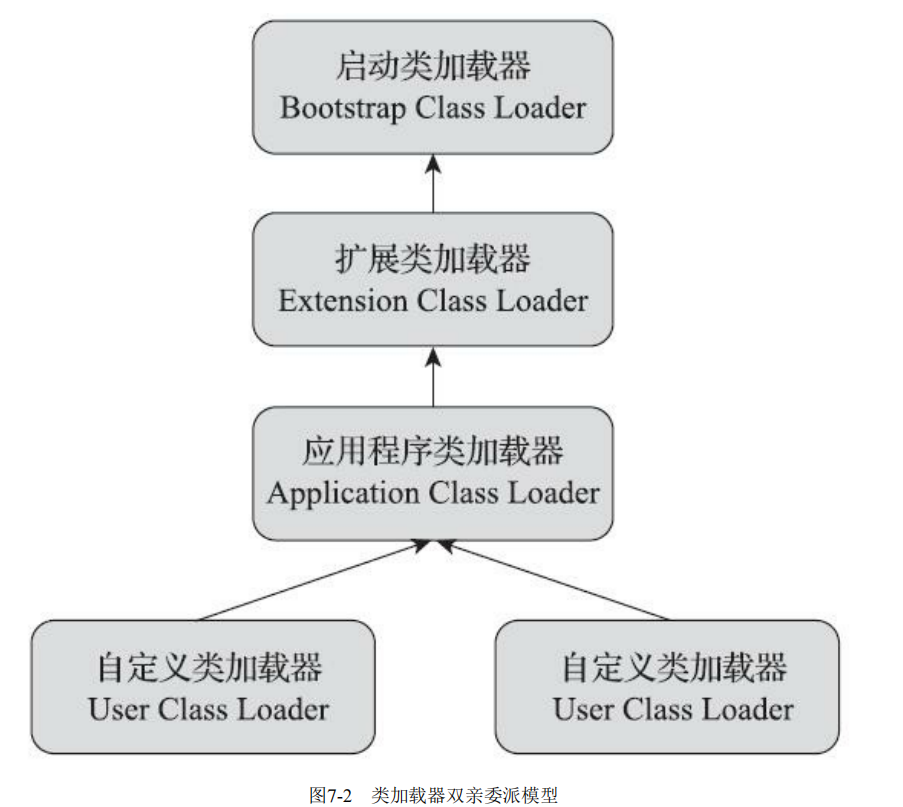 启动类加载器
Bootstrap Class Loader
扩展类加载器
Extension Class Loader
应用程序类加载器
Application Class Loader
自定义类加载器
User Class Loader
自定义类加载器
User Class Loader
图7-2 类加载器双亲委派模型